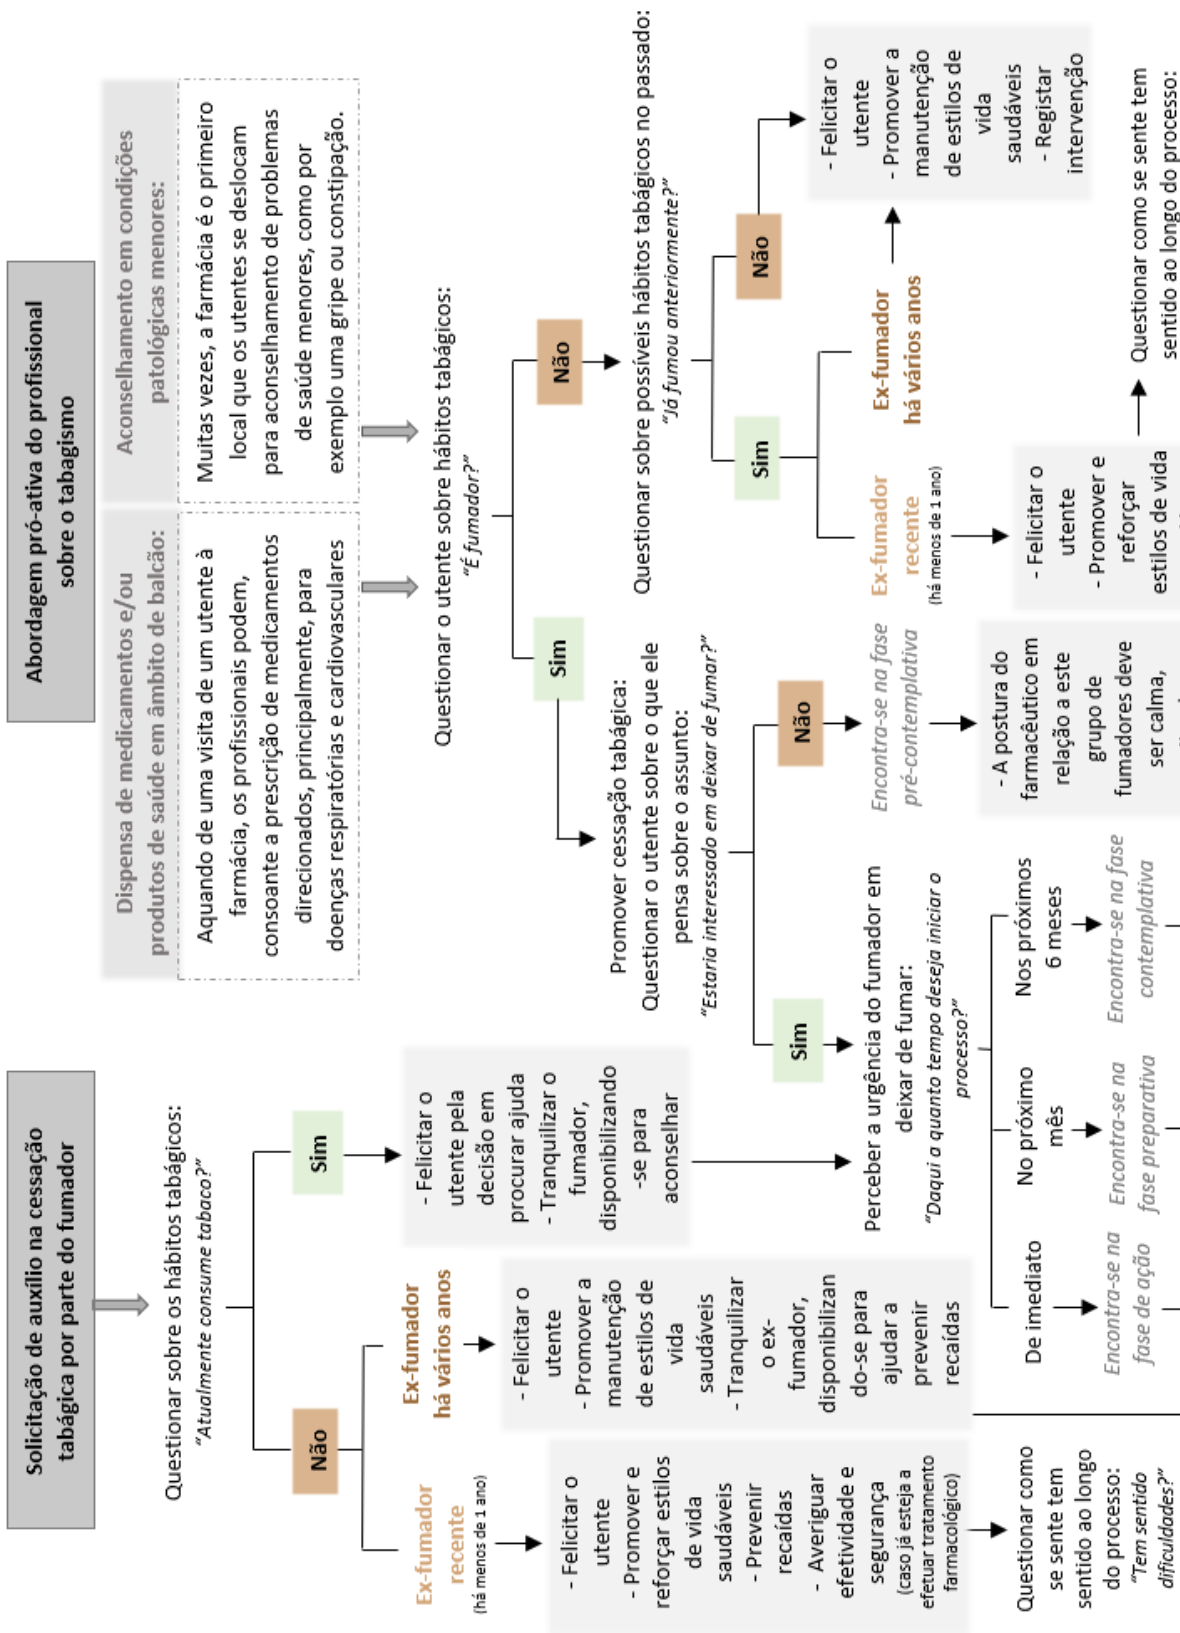 Solicitação de auxílio na cessação
tabágica por parte do fumador
Questionar sobre os hábitos tabágicos:
"Atualmente consume tabaco?"
Não
Sim
Ex-fumador
recente
(há menos de 1 ano)
Ex-fumador
há vários anos
- Felicitar o
utente
- Promover e
reforçar estilos
de vida
saudáveis
- Prevenir
recaídas
- Averiguar
efetividade e
segurança
(caso já esteja a
efetuar tratamento
farmacológico)
Questionar como
se sente tem
sentido ao longo
do processo:
"Tem sentido
dificuldades?"
- Felicitar o
utente
- Promover a
manutenção
de estilos de
vida
saudáveis
- Tranquilizar
o ex-
fumador,
disponibilizan
do-se para
ajudar a
prevenir
recaídas
- Felicitar o
utente pela
decisão em
procurar ajuda
- Tranquilizar o
fumador,
disponibilizando
-se para
aconselhar
Abordagem pró-ativa do profissional
sobre o tabagismo
Dispensa de medicamentos e/ou
produtos de saúde em âmbito de balcão:
Aquando de uma visita de um utente à
farmácia, os profissionais podem,
consoante a prescrição de medicamentos
direcionados, principalmente, para
doenças respiratórias e cardiovasculares
Aconselhamento em condições
patológicas menores:
Muitas vezes, a farmácia é o primeiro
local que os utentes se deslocam
para aconselhamento de problemas
de saúde menores, como por
exemplo uma gripe ou constipação.
Questionar o utente sobre hábitos tabágicos:
"É fumador?"
Sim
Não
Promover cessação tabágica:
Questionar o utente sobre o que ele
pensa sobre o assunto:
"Estaria interessado em deixar de fumar?"
Sim
Não
Perceber a urgência do fumador em
deixar de fumar:
"Daqui a quanto tempo deseja iniciar o
processo?"
De imediato
Encontra-se na
fase de ação
No próximo
mês
Encontra-se na
fase preparativa
Nos próximos
6 meses
Encontra-se na fase
contemplativa
Encontra-se na fase
pré-contemplativa
- A postura do
farmacêutico em
relação a este
grupo de
fumadores deve
ser calma,
Questionar sobre possíveis hábitos tabágicos no passado:
"Já fumou anteriormente?"
Sim
Não
Ex-fumador
recente
(há menos de 1 ano)
Ex-fumador
há vários anos
- Felicitar o
utente
- Promover e
reforçar
estilos de vida
- Felicitar o
utente
- Promover a
manutenção
de estilos de
vida
saudáveis
- Registar
intervenção
Questionar como se sente tem
sentido ao longo do processo: